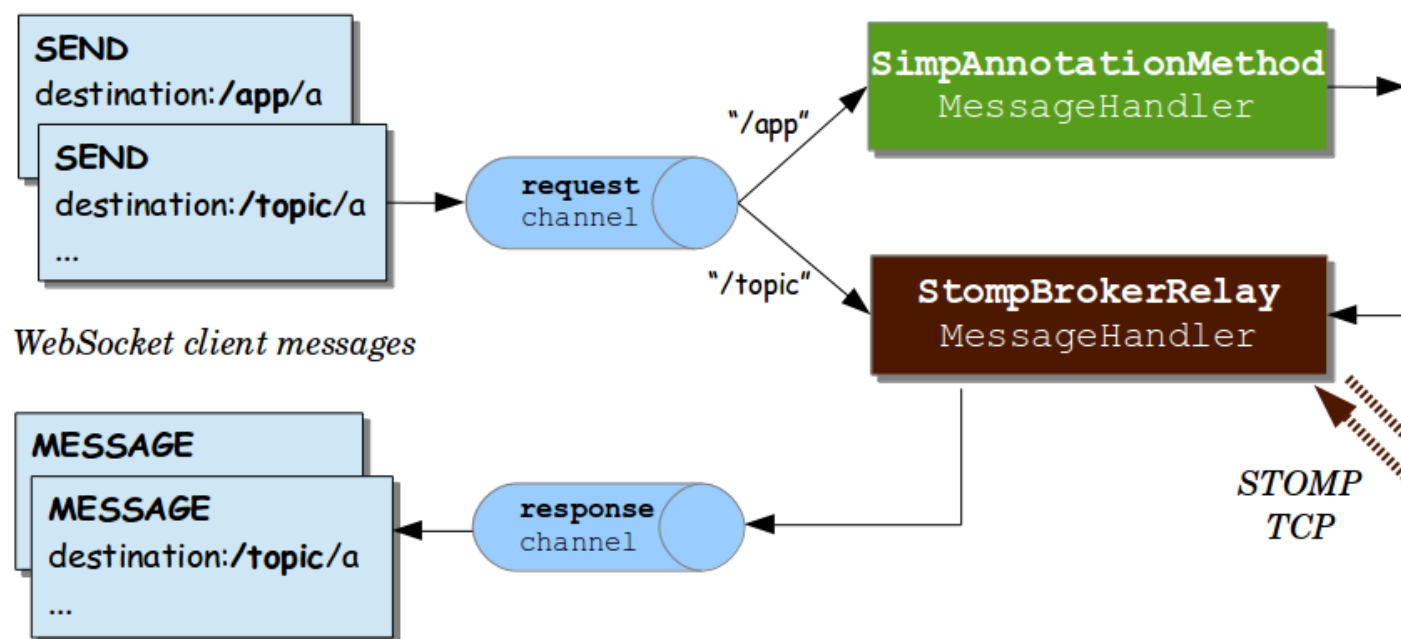 SEND
destination:/app/a
SEND
destination:/topic/a
...
WebSocket client messages
request
channel
“/app”
“/topic”
SimpAnnotationMethod
MessageHandler
StompBrokerRelay
MessageHandler
STOMP
TCP
response
channel
MESSAGE
MESSAGE
destination:/topic/a
...